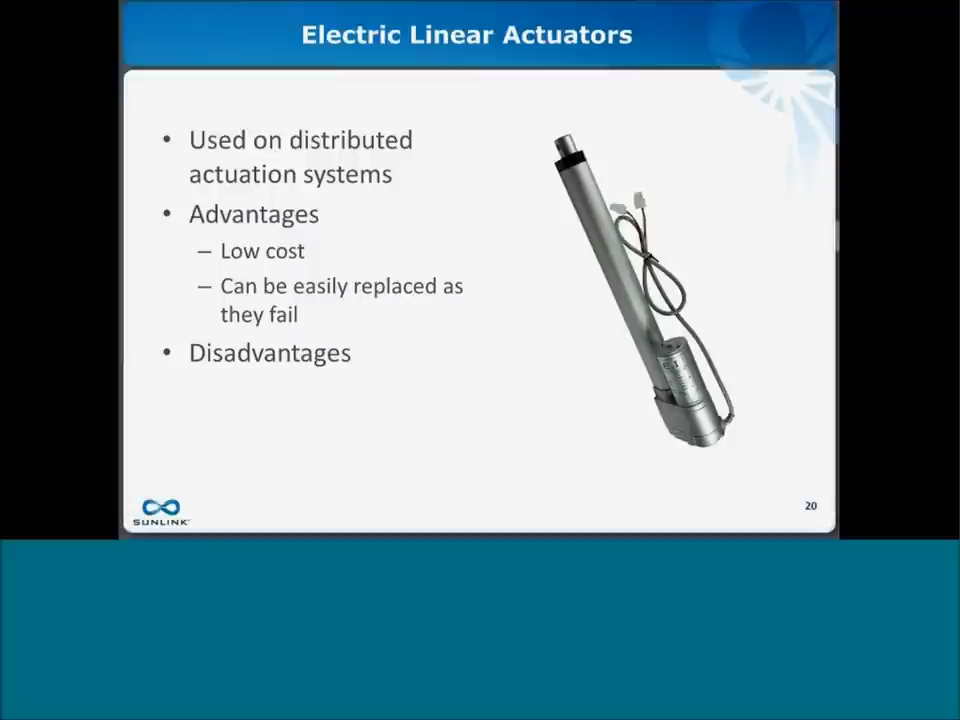 Electric Linear Actuators
• Used on distributed
actuation systems
• Advantages
– Low cost
– Can be easily replaced as
they fail
• Disadvantages
SUNLINK
20